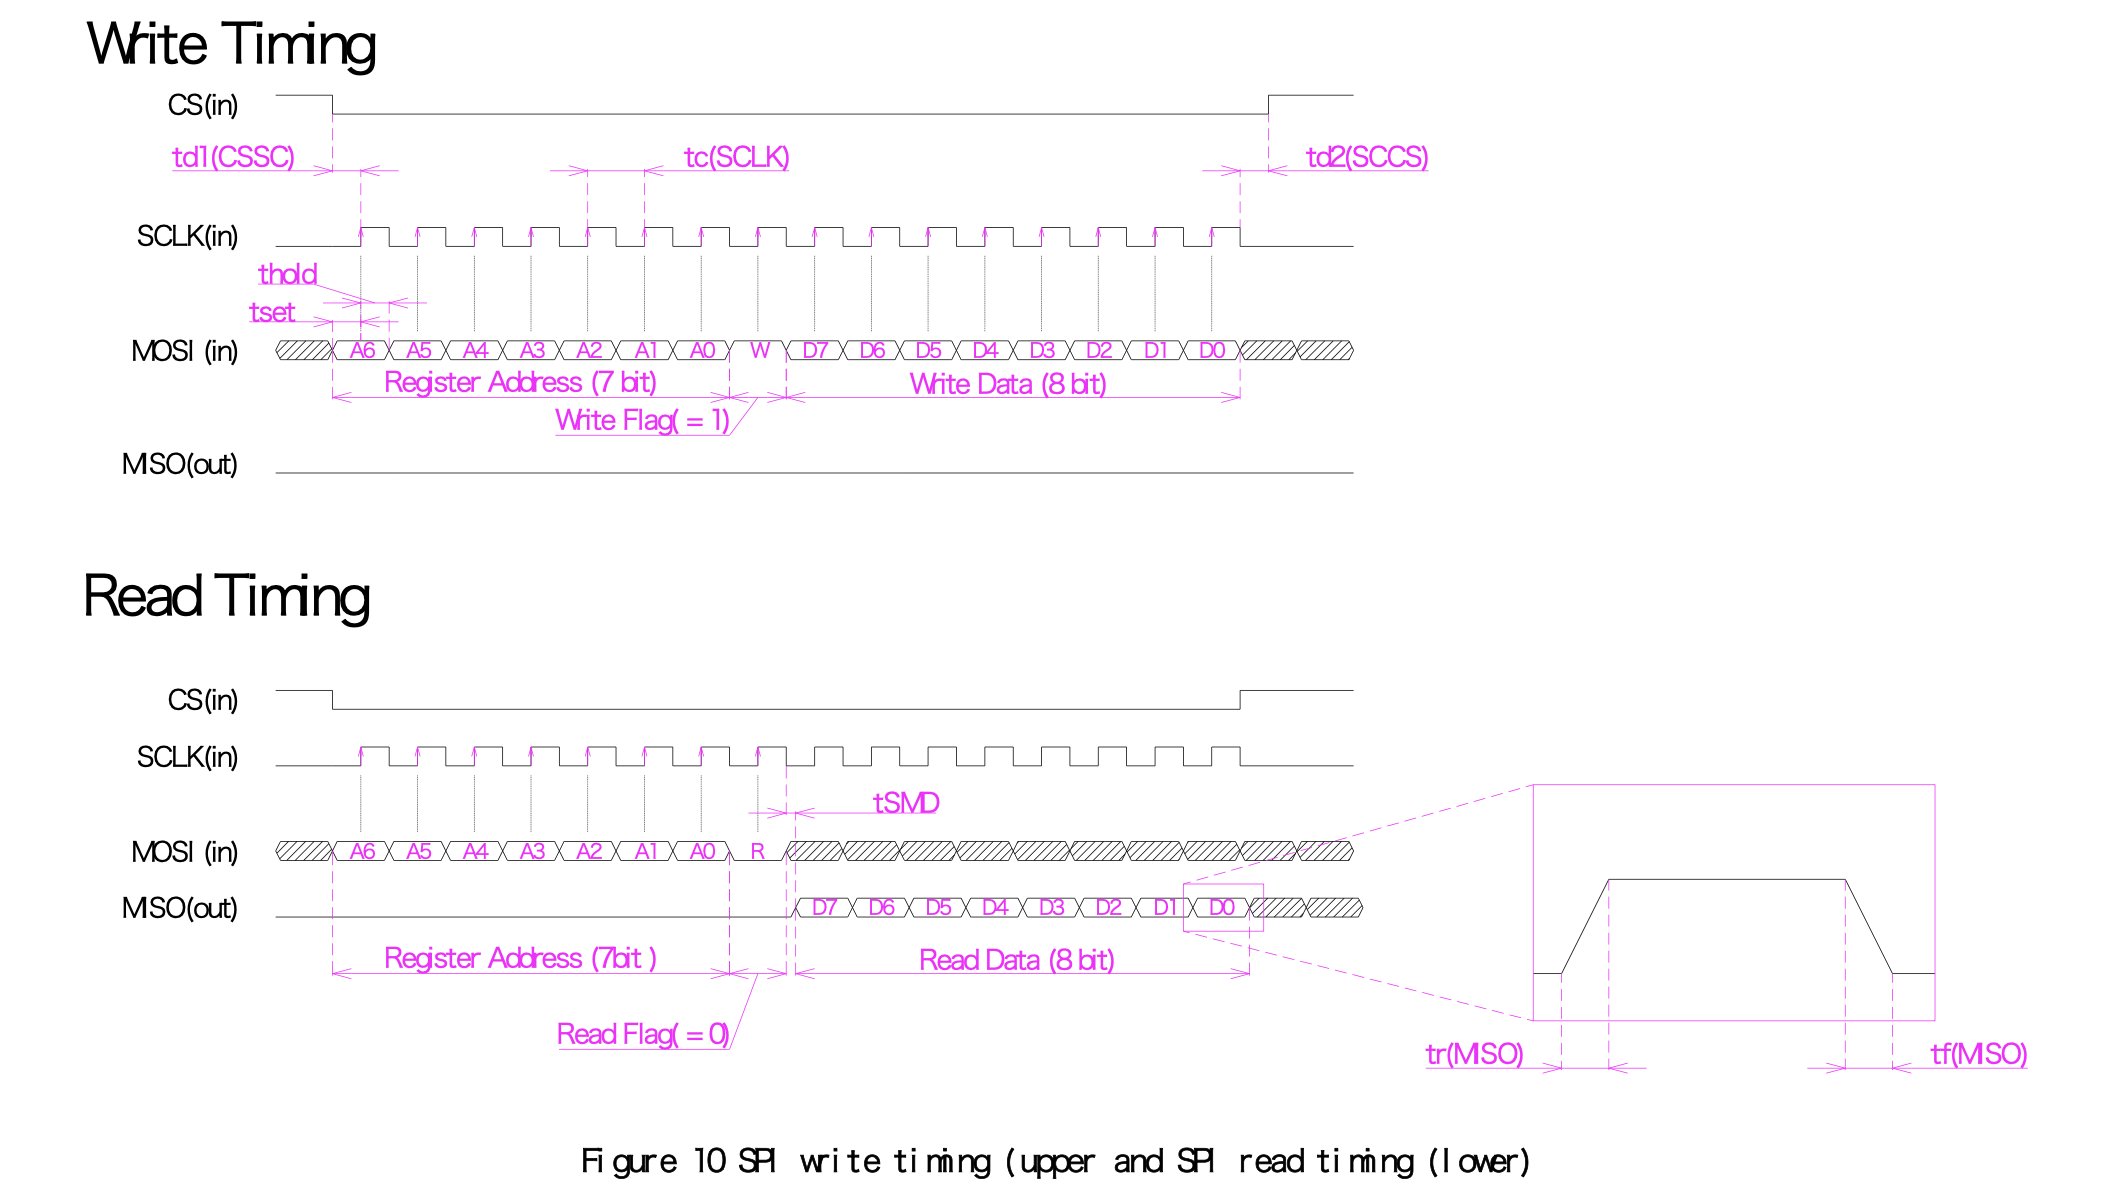 Write Timing
CS(in)
td1(CSSC) tc(SCLK) td2(SCCS)
SCLK(in)
thold
tset
MOSI (in) A6 A5 A4 A3 A2 A1 A0 W D7 D6 D5 D4 D3 D2 D1 D0
Register Address (7 bit) Write Data (8 bit)
Write Flag( = 1)
MISO(out)
Read Timing
CS(in)
SCLK(in)
tSMD
MOSI (in) A6 A5 A4 A3 A2 A1 A0 R
MISO(out) D7 D6 D5 D4 D3 D2 D1 D0
Register Address (7bit ) Read Data (8 bit)
Read Flag( = 0)
tr(MISO) tf(MISO)
Figure 10 SPI write timing (upper and SPI read timing (lower)